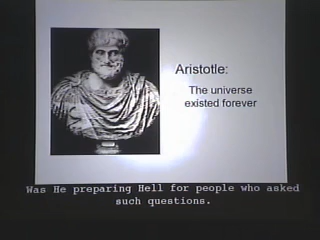 Aristotle:
The universe
existed forever
Was He preparing Hell for people who asked
such questions.